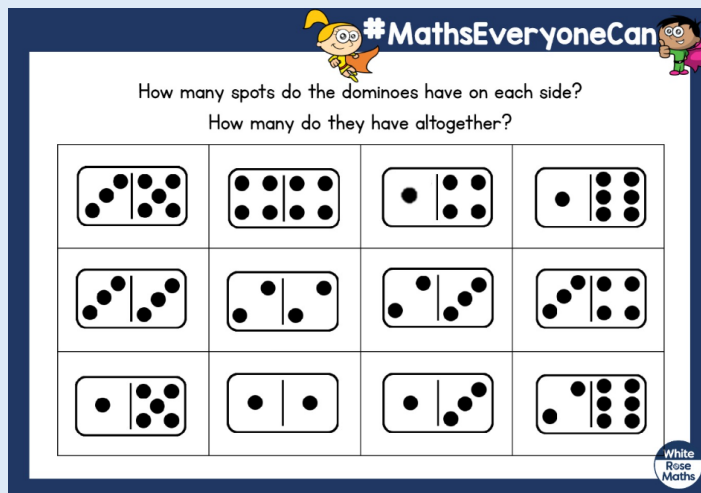 #MathsEveryoneCan
How many spots do the dominoes have on each side?
How many do they have altogether?
White
Rose
Maths